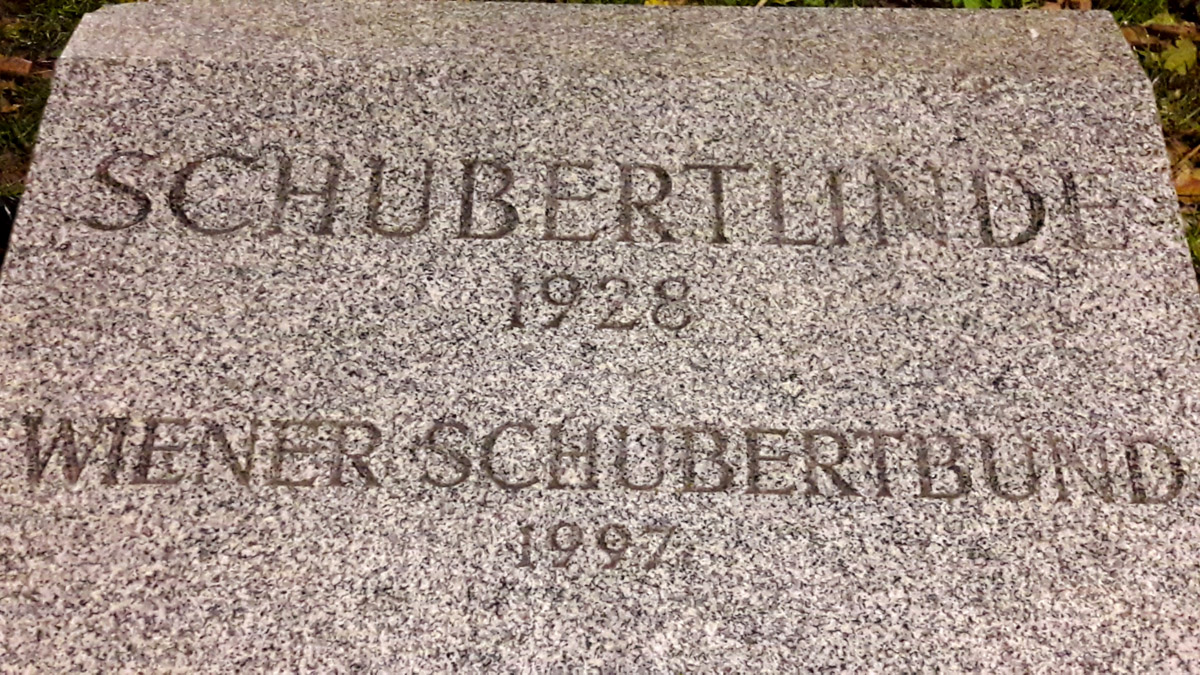 SCHUBERTLINDE
1928
WIENER SCHUBERTBUND
1997